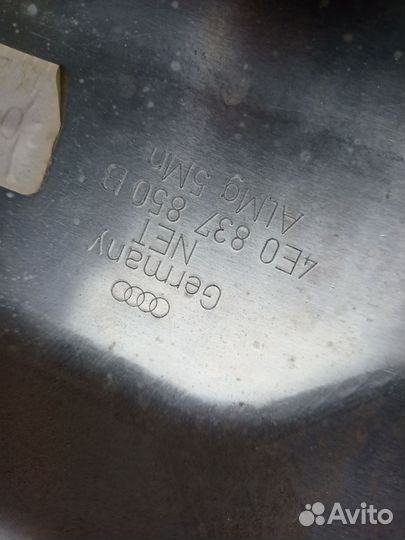 4E0 837 850 B
ALMg 5Mn
NET
Germany
Avito